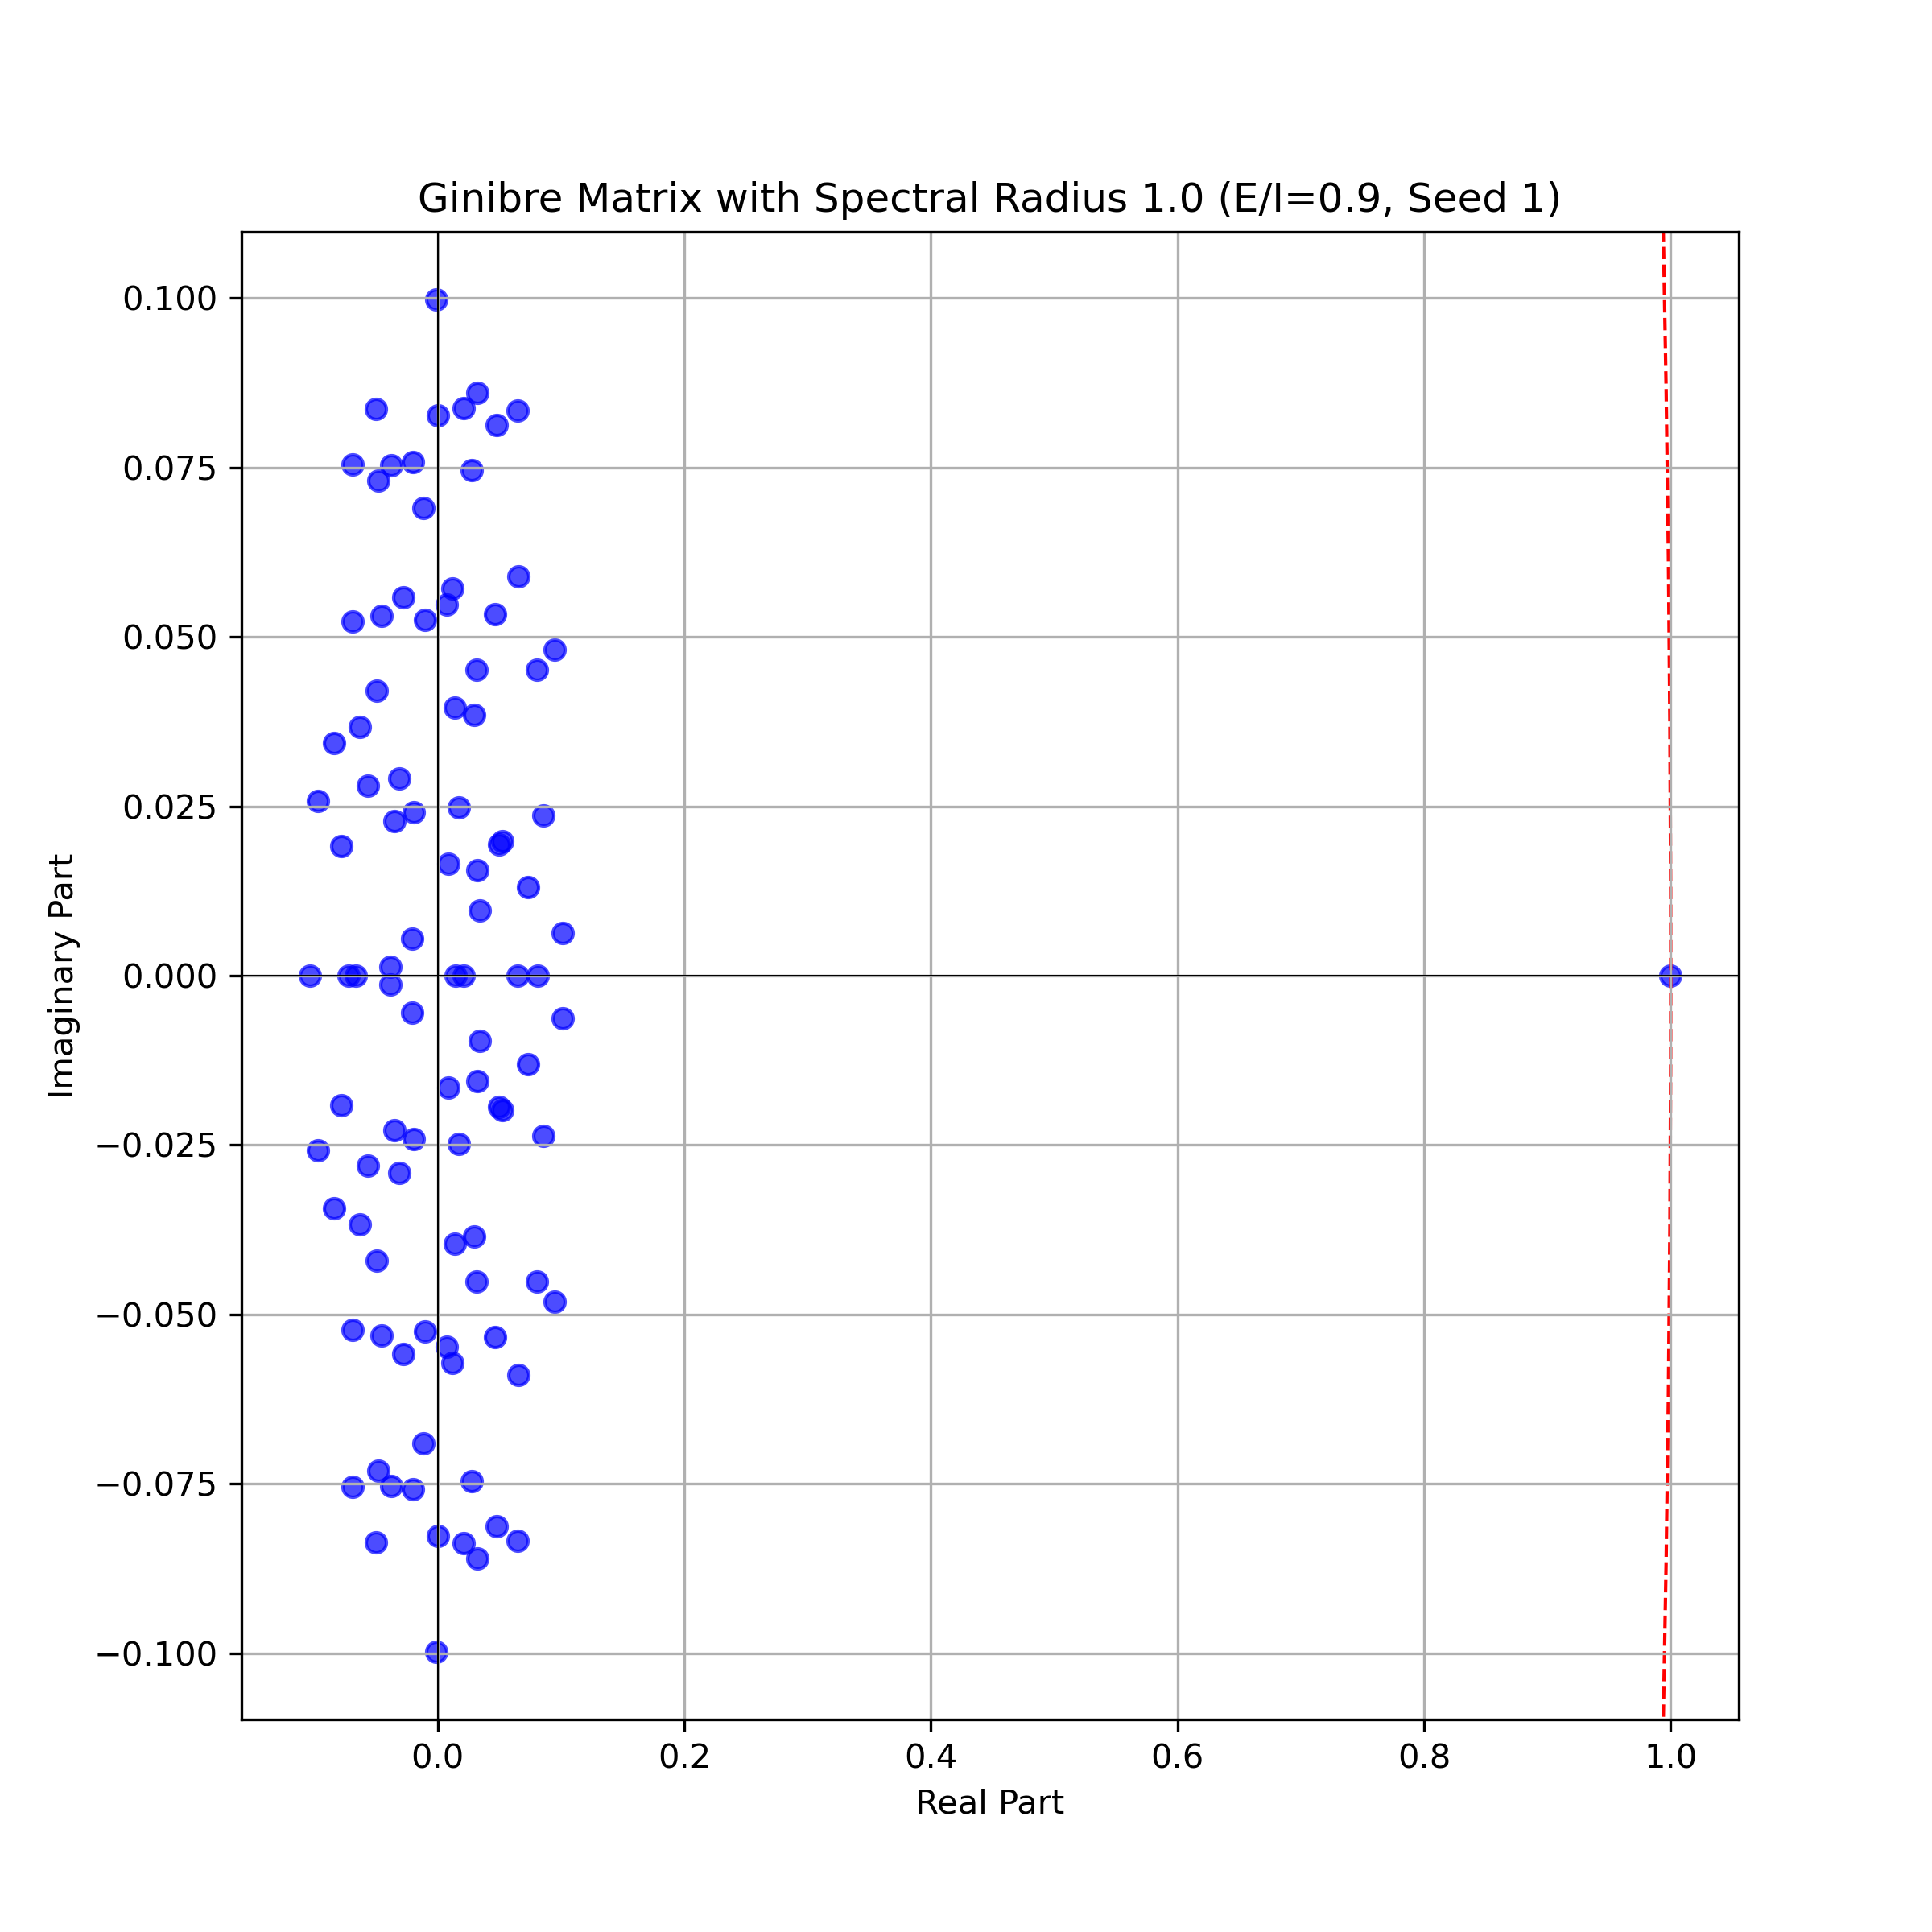 Ginibre Matrix with Spectral Radius 1.0 (E/I=0.9, Seed 1)
0.100
0.075
0.050
0.025
0.000
−0.025
−0.050
−0.075
−0.100
Imaginary Part
0.0 0.2 0.4 0.6 0.8 1.0
Real Part